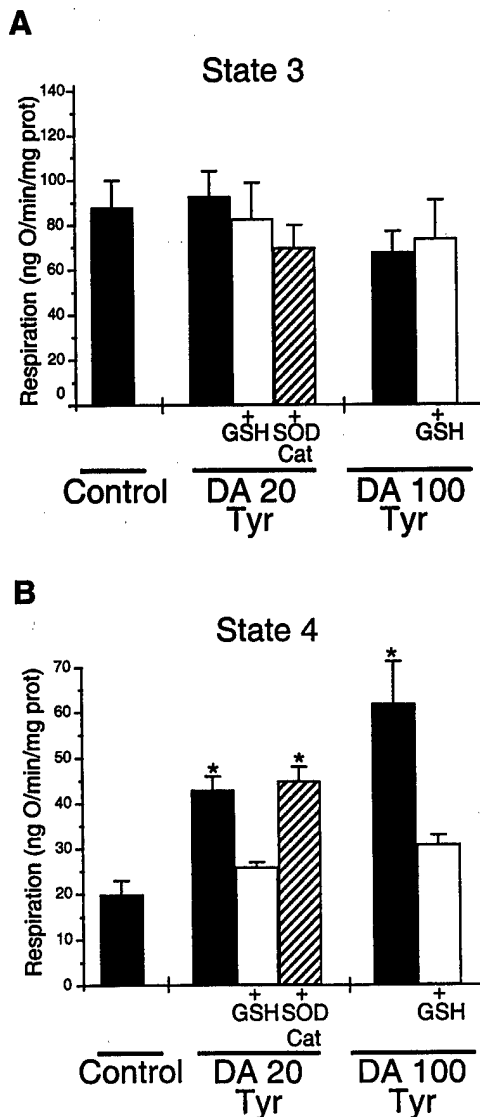 A
State 3
Respiration (ng O/min/mg prot)
140
120
100
80
60
40
20
0
+ +
GSH SOD
Cat
+
GSH
Control
DA 20
Tyr
DA 100
Tyr
B
State 4
Respiration (ng O/min/mg prot)
70
60
50
40
30
20
10
0
*
*
*
+ +
GSH SOD
Cat
+
GSH
Control
DA 20
Tyr
DA 100
Tyr